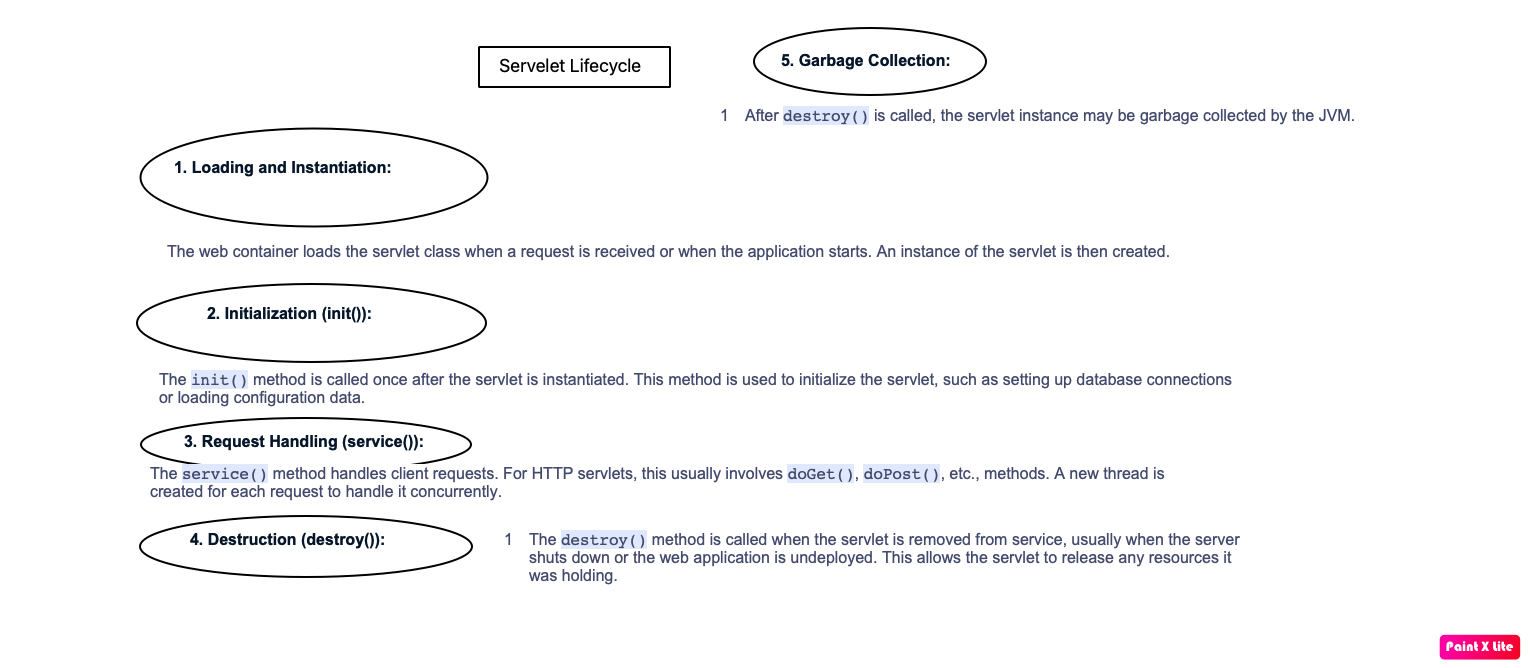 Servelet Lifecycle
5. Garbage Collection:
1 After destroy() is called, the servlet instance may be garbage collected by the JVM.
1. Loading and Instantiation:
The web container loads the servlet class when a request is received or when the application starts. An instance of the servlet is then created.
2. Initialization (init()):
The init() method is called once after the servlet is instantiated. This method is used to initialize the servlet, such as setting up database connections
or loading configuration data.
3. Request Handling (service()):
The service() method handles client requests. For HTTP servlets, this usually involves doGet(), doPost(), etc., methods. A new thread is
created for each request to handle it concurrently.
4. Destruction (destroy()):
1 The destroy() method is called when the servlet is removed from service, usually when the server
shuts down or the web application is undeployed. This allows the servlet to release any resources it
was holding.
Paint X Lite